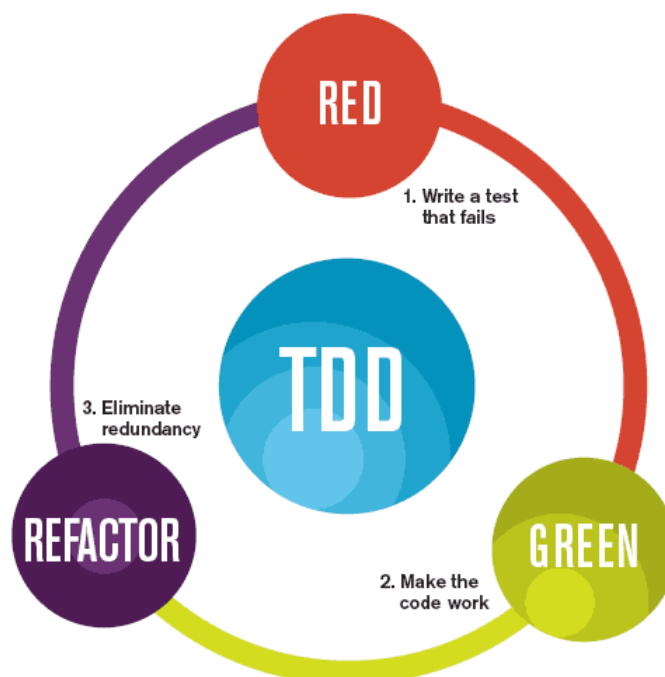 RED
1. Write a test
that fails
TDD
3. Eliminate
redundancy
REFACTOR
GREEN
2. Make the
code work